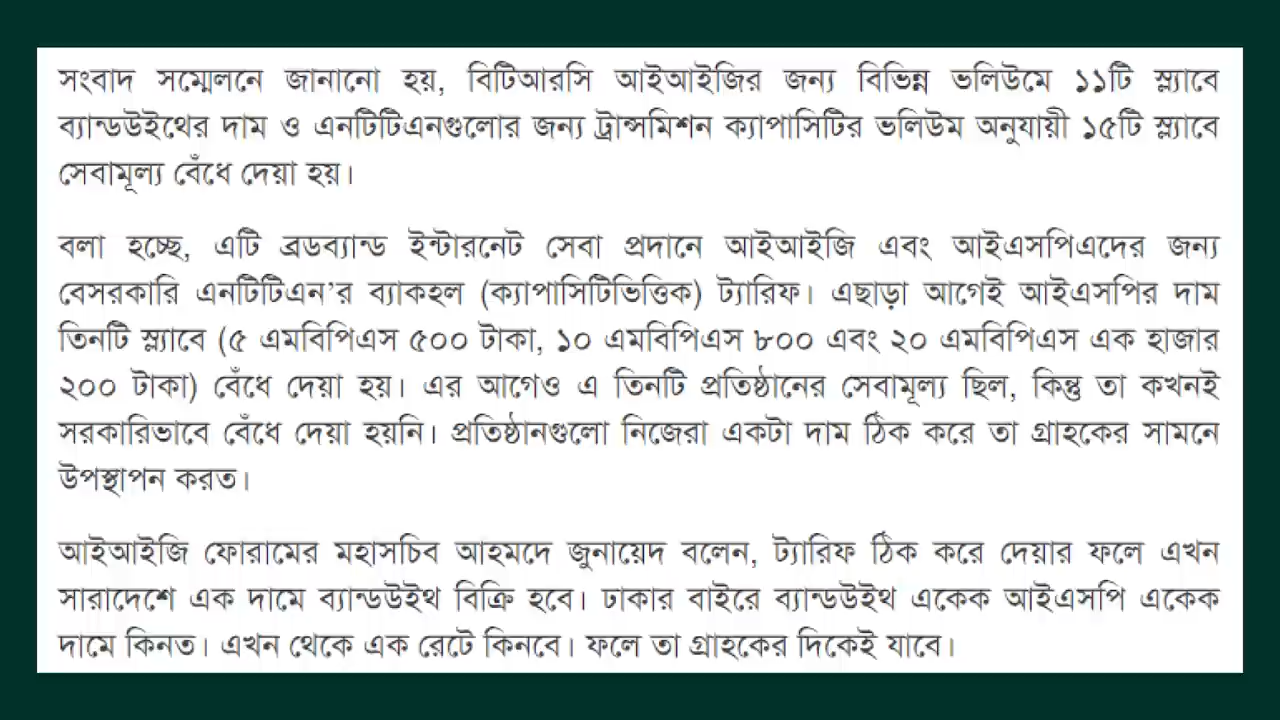 সংবাদ সম্মেলনে জানানো হয়, বিটিআরসি আইআইজির জন্য বিভিন্ন ভলিউমে ১১টি স্ল্যাবে
ব্যান্ডউইথের দাম ও এনটিটিএনগুলোর জন্য ট্রান্সমিশন ক্যাপাসিটির ভলিউম অনুযায়ী ১৫টি স্ল্যাবে
সেবামূল্য বেঁধে দেয়া হয়।
বলা হচ্ছে, এটি ব্রডব্যান্ড ইন্টারনেট সেবা প্রদানে আইআইজি এবং আইএসপিএদের জন্য
বেসরকারি এনটিটিএন’র ব্যাকহল (ক্যাপাসিটিভিত্তিক) ট্যারিফ। এছাড়া আগেই আইএসপির দাম
তিনটি স্ল্যাবে (৫ এমবিপিএস ৫০০ টাকা, ১০ এমবিপিএস ৮০০ এবং ২০ এমবিপিএস এক হাজার
২০০ টাকা) বেঁধে দেয়া হয়। এর আগেও এ তিনটি প্রতিষ্ঠানের সেবামূল্য ছিল, কিন্তু তা কখনই
সরকারিভাবে বেঁধে দেয়া হয়নি। প্রতিষ্ঠানগুলো নিজেরা একটা দাম ঠিক করে তা গ্রাহকের সামনে
উপস্থাপন করত।
আইআইজি ফোরামের মহাসচিব আহমদে জুনায়েদ বলেন, ট্যারিফ ঠিক করে দেয়ার ফলে এখন
সারাদেশে এক দামে ব্যান্ডউইথ বিক্রি হবে। ঢাকার বাইরে ব্যান্ডউইথ একেক আইএসপি একেক
দামে কিনত। এখন থেকে এক রেটে কিনবে। ফলে তা গ্রাহকের দিকেই যাবে।